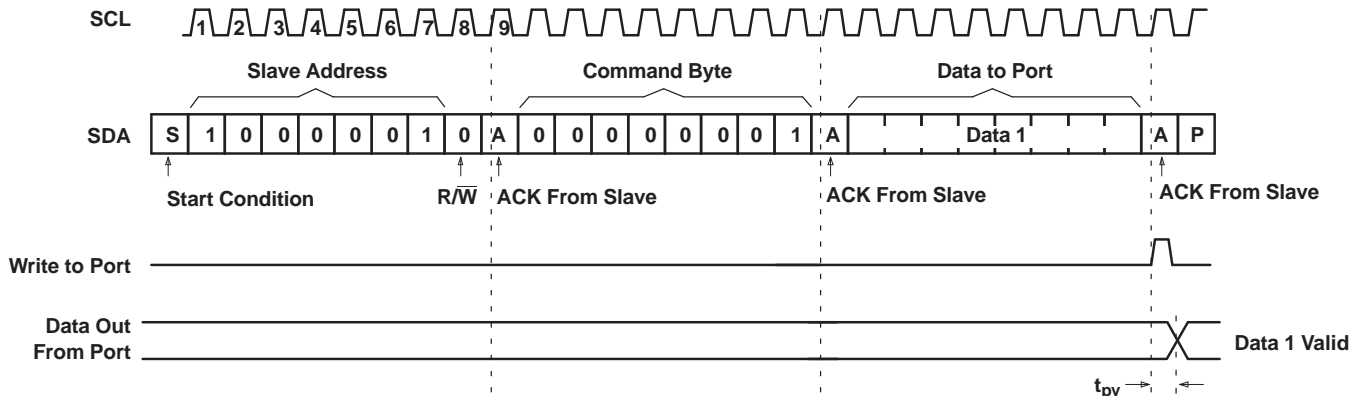 SCL 1 2 3 4 5 6 7 8 9
Slave Address Command Byte Data to Port
SDA S 1 0 0 0 0 0 1 0 A 0 0 0 0 0 0 0 1 A Data 1 A P
Start Condition R/W̅ ACK From Slave ACK From Slave ACK From Slave
Write to Port
Data Out
From Port
Data 1 Valid
tpv